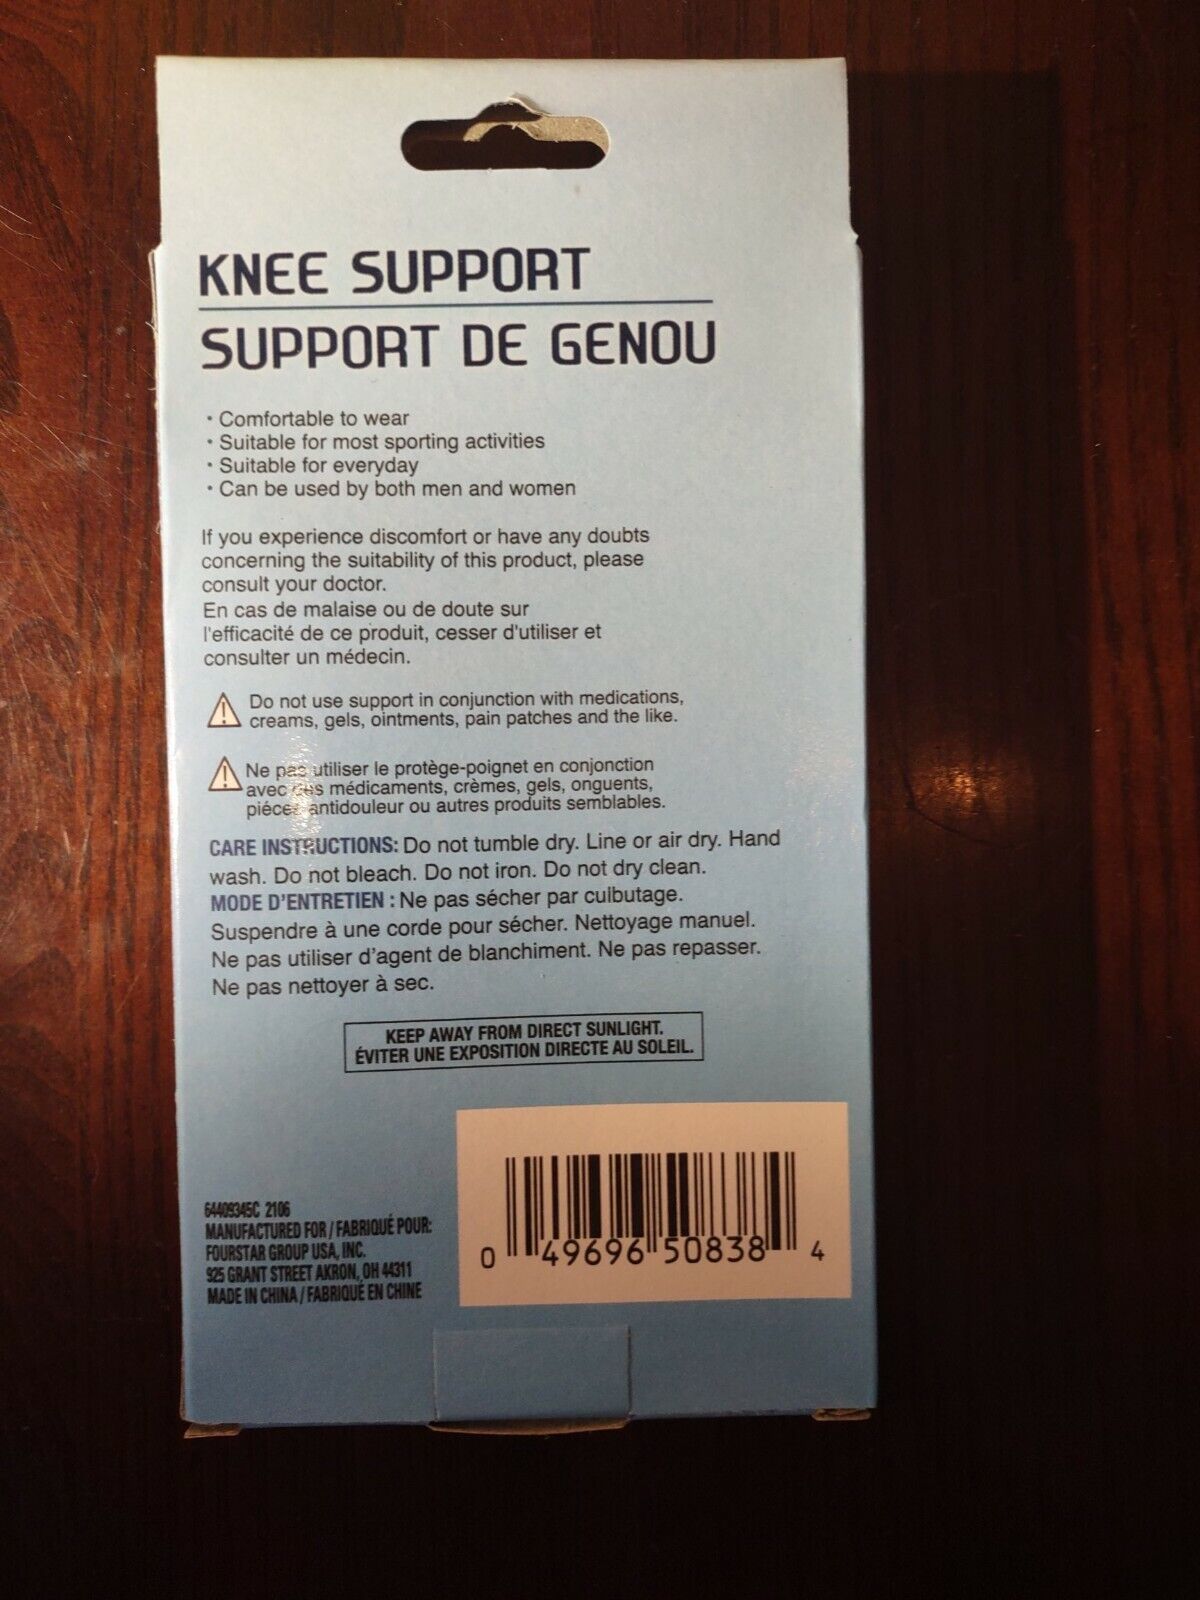 KNEE SUPPORT
SUPPORT DE GENOU
• Comfortable to wear
• Suitable for most sporting activities
• Suitable for everyday
• Can be used by both men and women
If you experience discomfort or have any doubts
concerning the suitability of this product, please
consult your doctor.
En cas de malaise ou de doute sur
l'efficacité de ce produit, cesser d'utiliser et
consulter un médecin.
Do not use support in conjunction with medications,
creams, gels, ointments, pain patches and the like.
Ne pas utiliser le protège-poignet en conjonction
avec des médicaments, crèmes, gels, onguents,
piéces antidouleur ou autres produits semblables.
CARE INSTRUCTIONS: Do not tumble dry. Line or air dry. Hand
wash. Do not bleach. Do not iron. Do not dry clean.
MODE D'ENTRETIEN : Ne pas sécher par culbutage.
Suspendre à une corde pour sécher. Nettoyage manuel.
Ne pas utiliser d'agent de blanchiment. Ne pas repasser.
Ne pas nettoyer à sec.
KEEP AWAY FROM DIRECT SUNLIGHT.
ÉVITER UNE EXPOSITION DIRECTE AU SOLEIL.
64409345C 2106
MANUFACTURED FOR / FABRIQUÉ POUR:
FOURSTAR GROUP USA, INC.
925 GRANT STREET AKRON, OH 44311
MADE IN CHINA / FABRIQUÉ EN CHINE
0 49696 50838 4